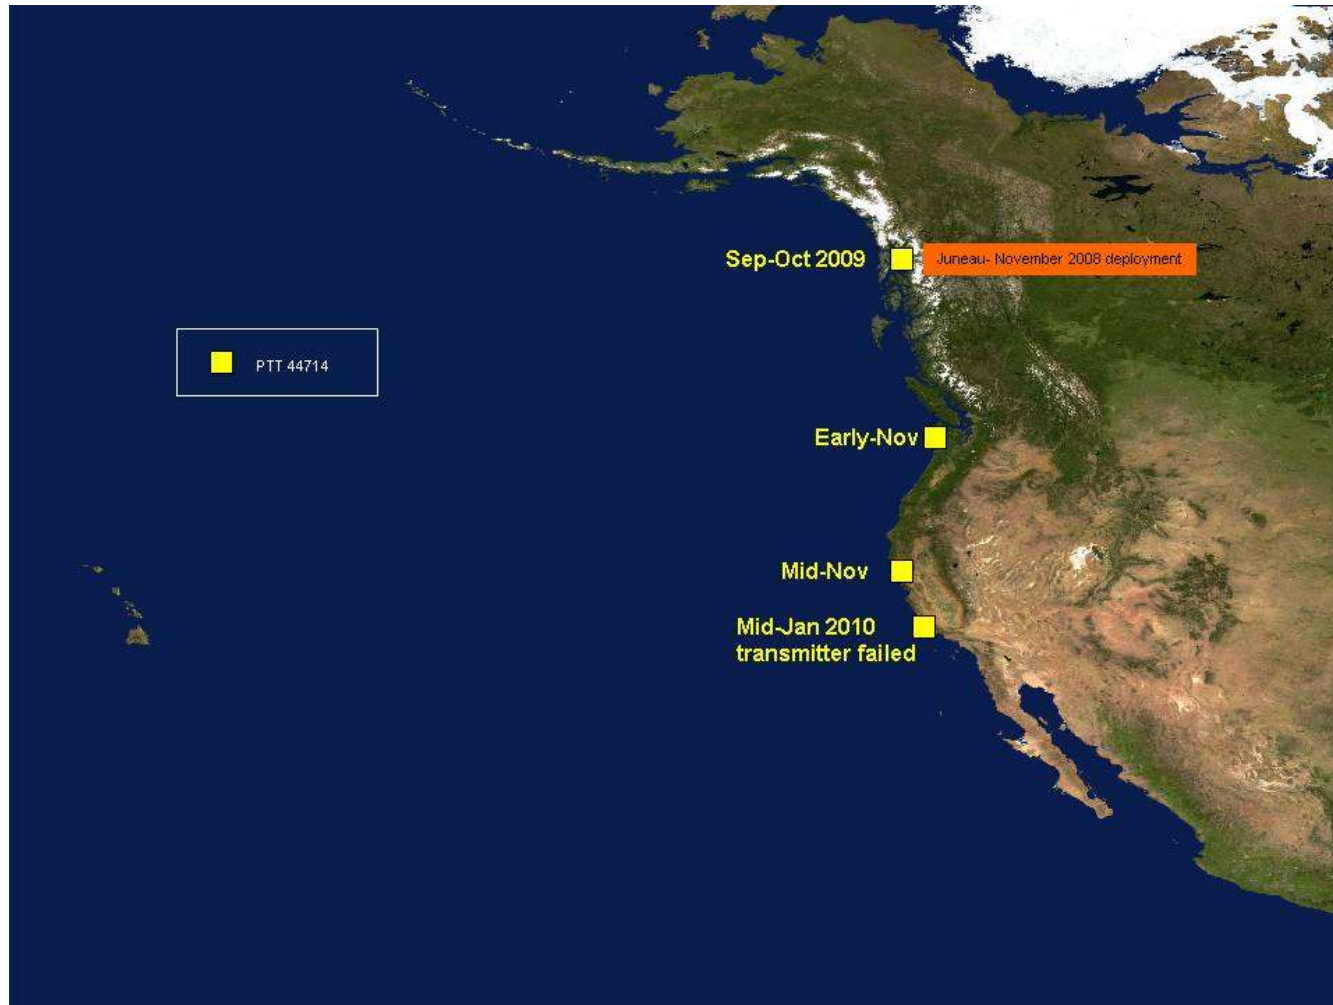 Sep-Oct 2009
Juneau- November 2008 deployment
PTT 44714
Early-Nov
Mid-Nov
Mid-Jan 2010
transmitter failed